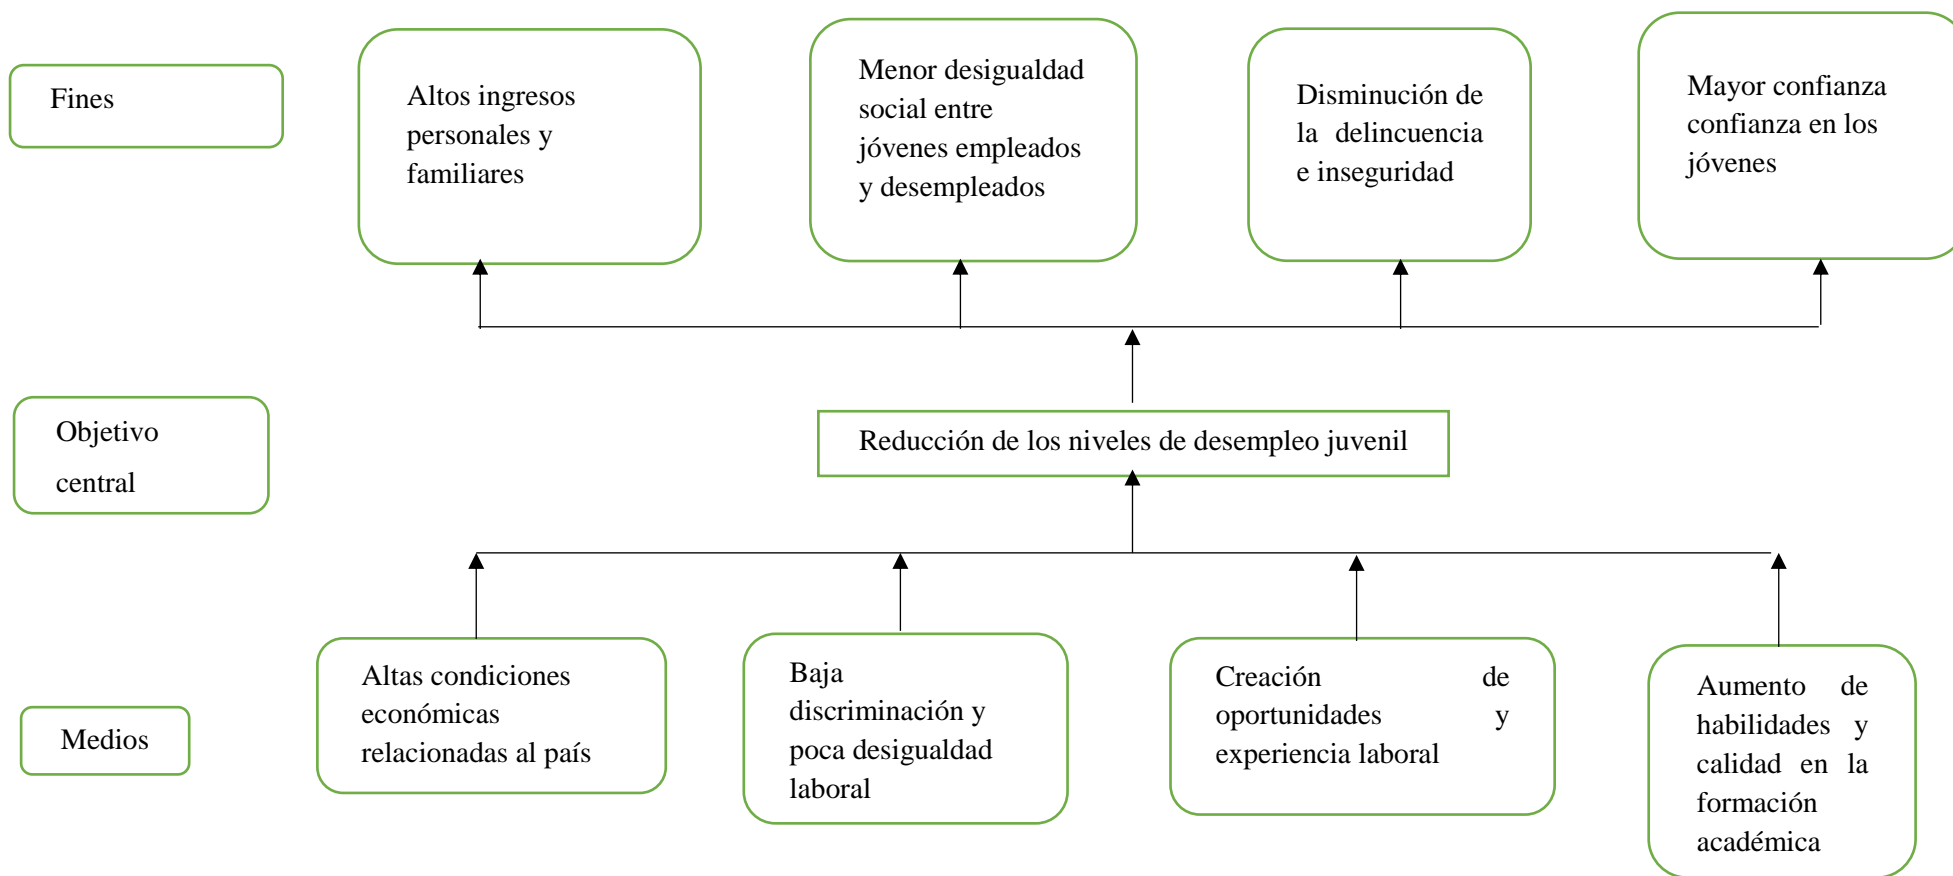 Fines
Altos ingresos
personales y
familiares
Menor desigualdad
social entre
jóvenes empleados
y desempleados
Disminución de
la delincuencia
e inseguridad
Mayor confianza
confianza en los
jóvenes
Objetivo
central
Reducción de los niveles de desempleo juvenil
Medios
Altas condiciones
económicas
relacionadas al país
Baja
discriminación y
poca desigualdad
laboral
Creación de
oportunidades y
experiencia laboral
Aumento de
habilidades y
calidad en la
formación
académica